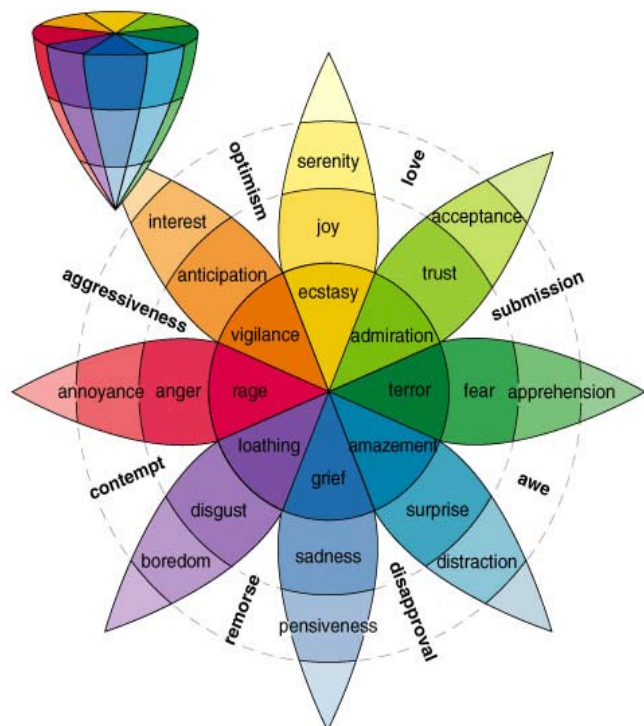 serenity
optimism
love
interest
joy
acceptance
anticipation
trust
aggressiveness
ecstasy
submission
vigilance
admiration
annoyance
anger
rage
terror
fear
apprehension
loathing
amazement
contempt
grief
awe
disgust
surprise
boredom
sadness
distraction
remorse
disapproval
pensiveness